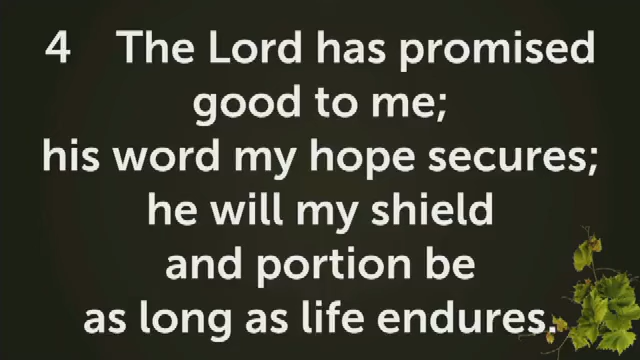 4 The Lord has promised
good to me;
his word my hope secures;
he will my shield
and portion be
as long as life endures.